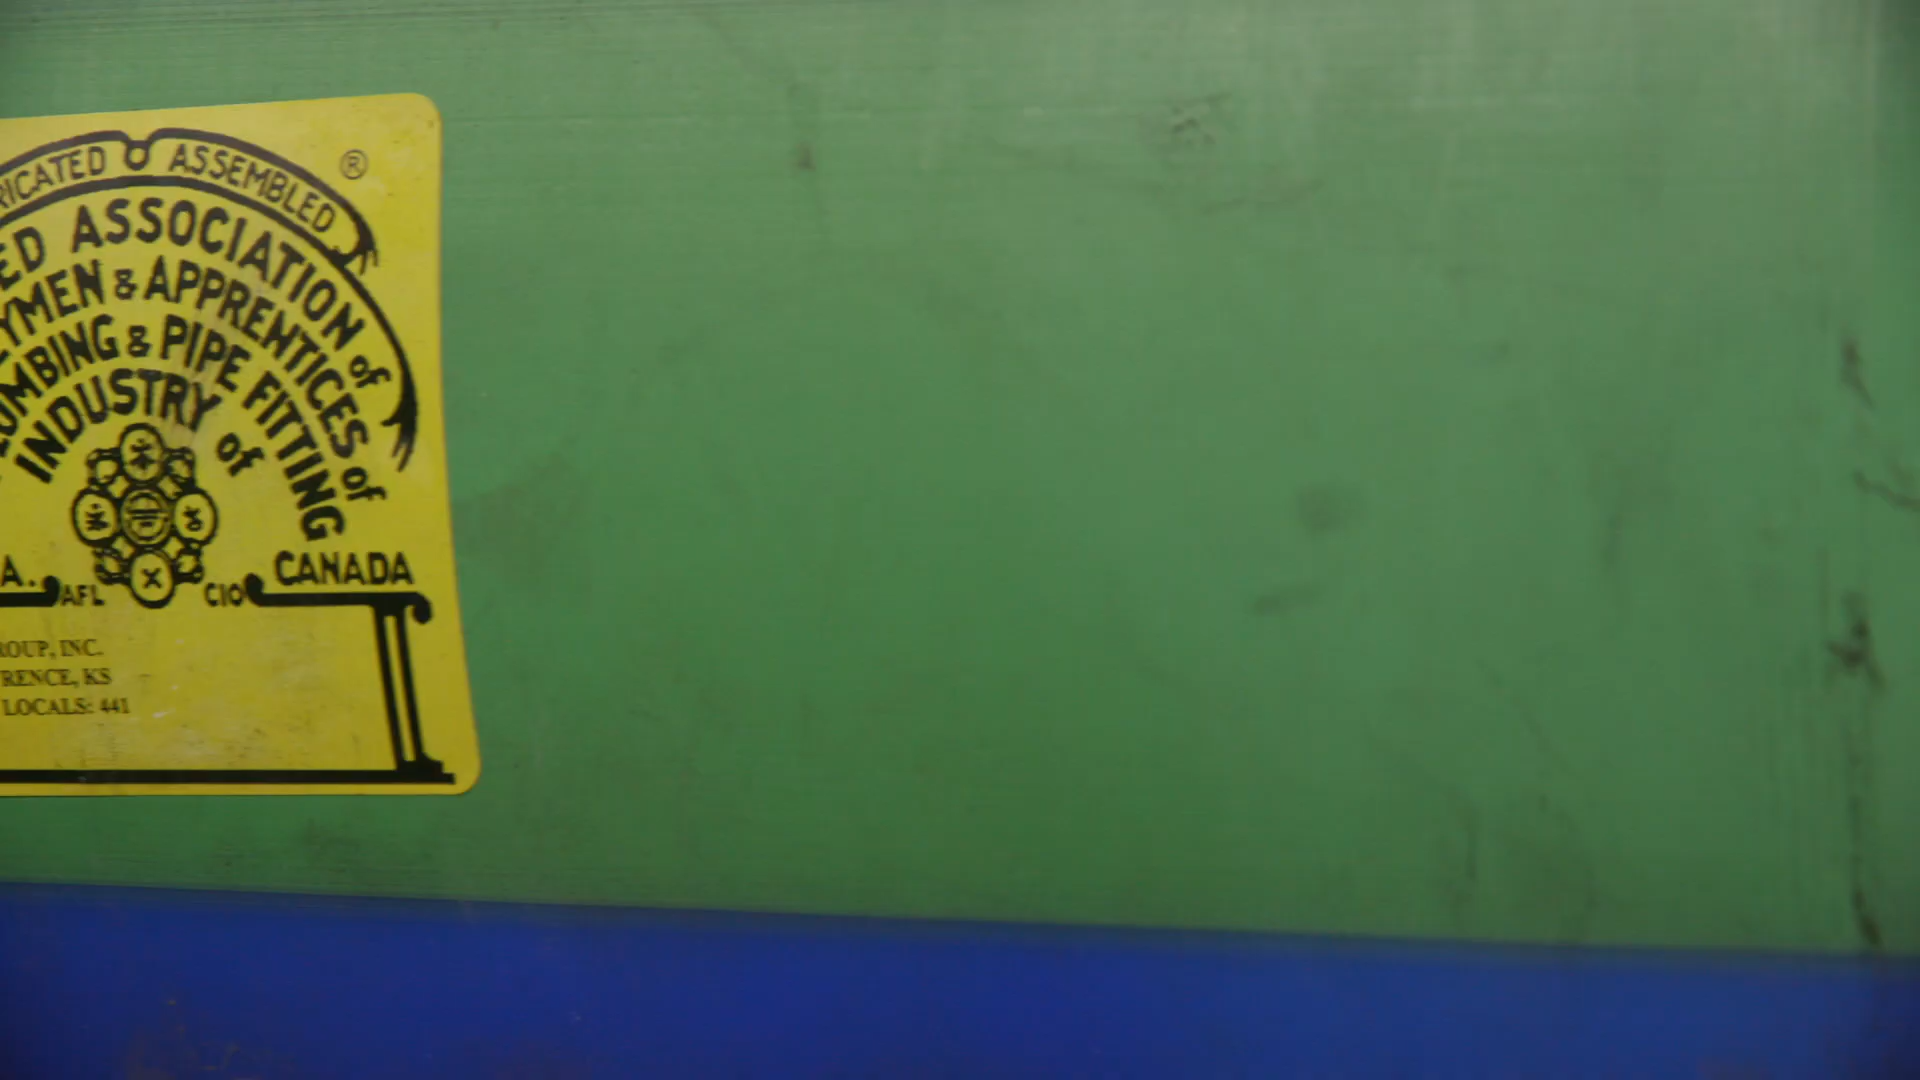 RICATED ASSEMBLED ®
ED ASSOCIATION of
YMEN & APPRENTICES of
UMBING & PIPE FITTING
INDUSTRY of
A. AFL CIO CANADA
ROUP, INC.
RENCE, KS
LOCALS: 441